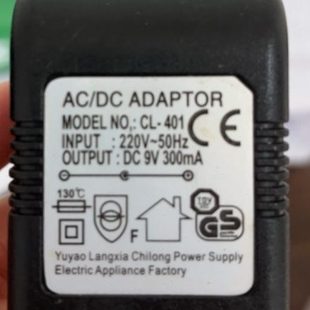 AC/DC ADAPTOR
MODEL NO,: CL- 401
INPUT : 220V~50Hz
OUTPUT : DC 9V 300mA
CE
130℃
F
GS
Yuyao Langxia Chilong Power Supply
Electric Appliance Factory